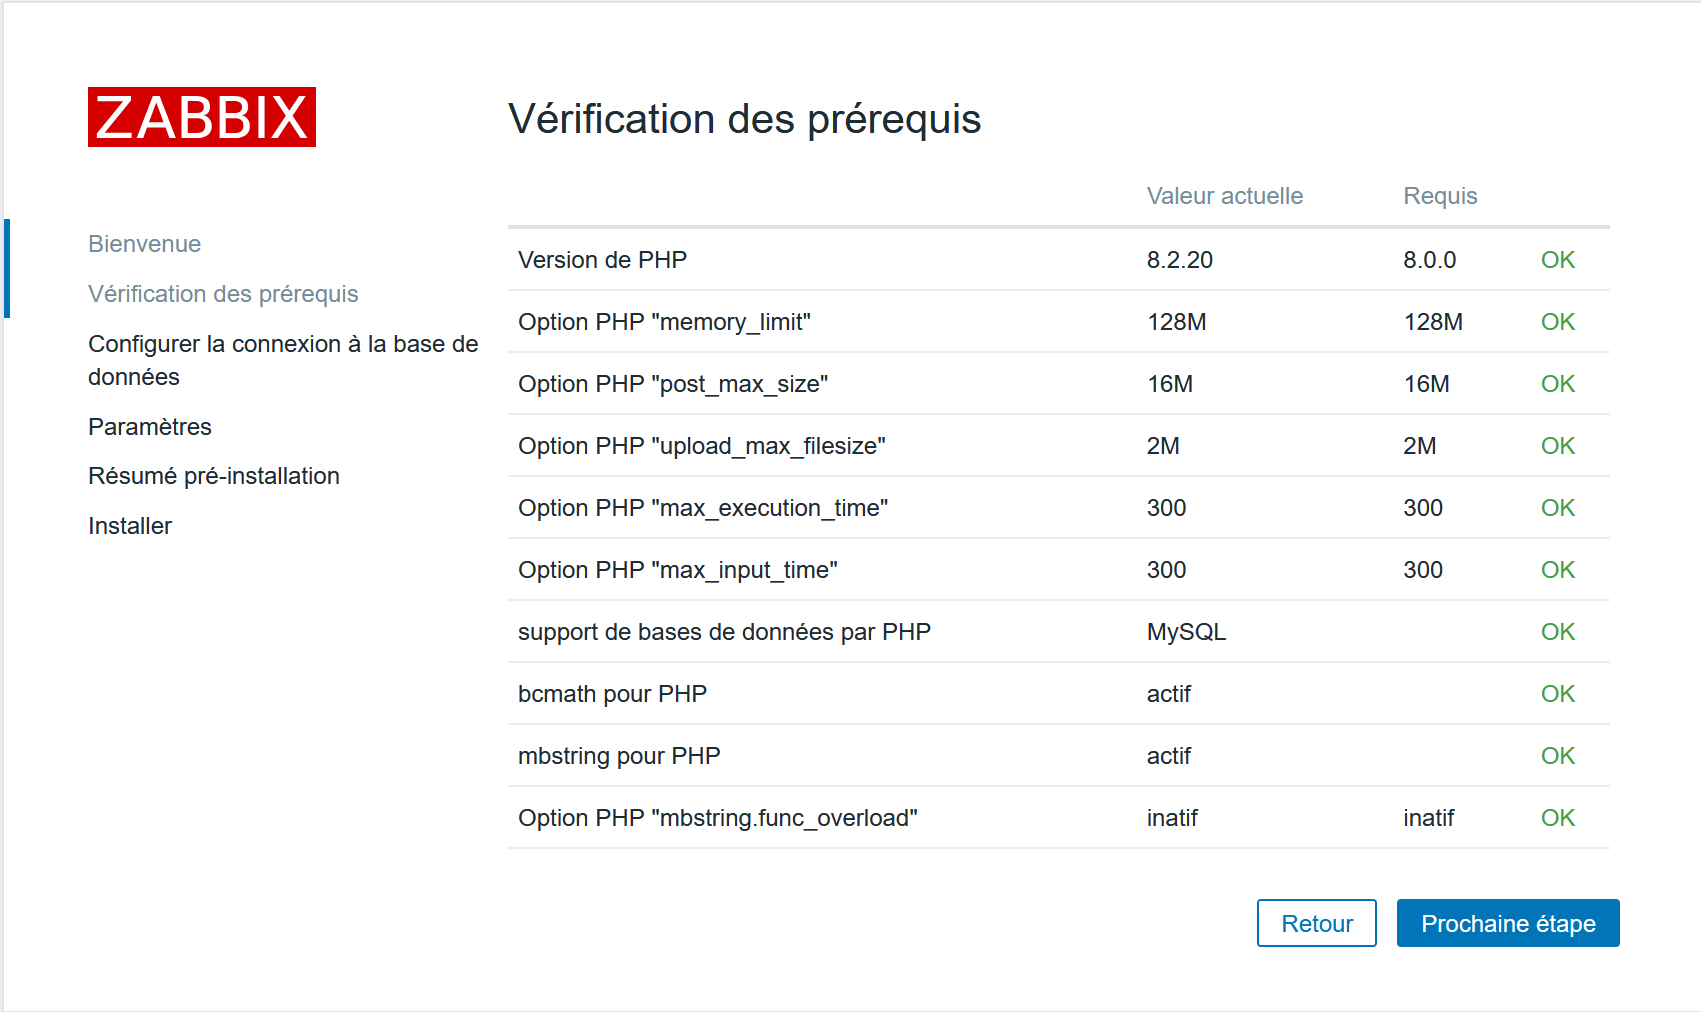 ZABBIX
Vérification des prérequis
Bienvenue
Vérification des prérequis
Configurer la connexion à la base de
données
Paramètres
Résumé pré-installation
Installer
Valeur actuelle Requis
Version de PHP 8.2.20 8.0.0 OK
Option PHP "memory_limit" 128M 128M OK
Option PHP "post_max_size" 16M 16M OK
Option PHP "upload_max_filesize" 2M 2M OK
Option PHP "max_execution_time" 300 300 OK
Option PHP "max_input_time" 300 300 OK
support de bases de données par PHP MySQL OK
bcmath pour PHP actif OK
mbstring pour PHP actif OK
Option PHP "mbstring.func_overload" inatif inatif OK
Retour Prochaine étape